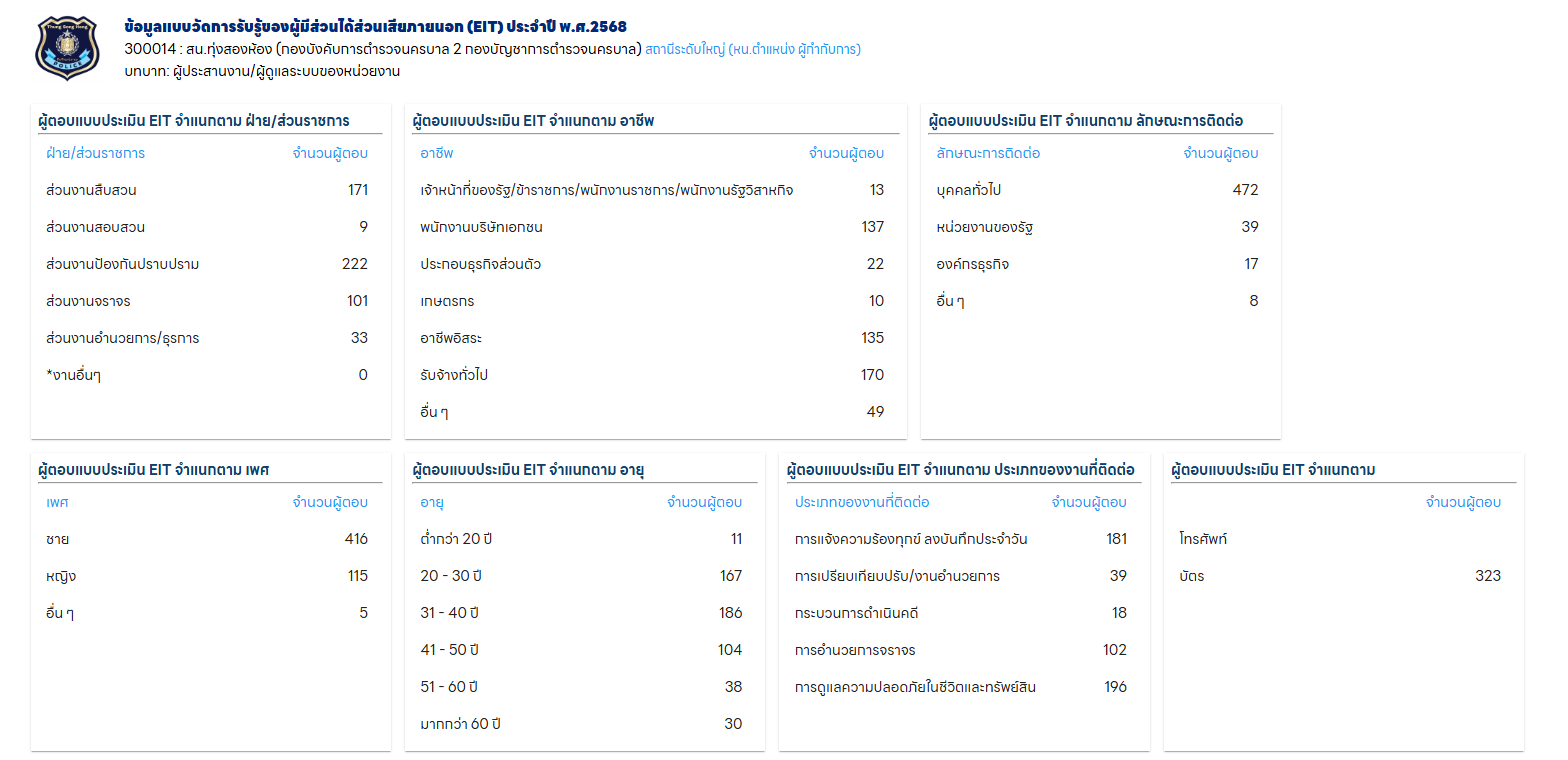 Thung Song Hong
POLICE
ข้อมูลแบบวัดการรับรู้ของผู้มีส่วนได้ส่วนเสียภายนอก (EIT) ประจำปี พ.ศ.2568
300014 : สน.ทุ่งสองห้อง (กองบังคับการตำรวจนครบาล 2 กองบัญชาการตำรวจนครบาล) สถานีระดับใหญ่ (หน.ตำแหน่ง ผู้กำกับการ)
บทบาท: ผู้ประสานงาน/ผู้ดูแลระบบของหน่วยงาน
ผู้ตอบแบบประเมิน EIT จำแนกตาม ฝ่าย/ส่วนราชการ
ฝ่าย/ส่วนราชการ จำนวนผู้ตอบ
ส่วนงานสืบสวน 171
ส่วนงานสอบสวน 9
ส่วนงานป้องกันปราบปราม 222
ส่วนงานจราจร 101
ส่วนงานอำนวยการ/ธุรการ 33
*งานอื่นๆ 0
ผู้ตอบแบบประเมิน EIT จำแนกตาม อาชีพ
อาชีพ จำนวนผู้ตอบ
เจ้าหน้าที่ของรัฐ/ข้าราชการ/พนักงานราชการ/พนักงานรัฐวิสาหกิจ 13
พนักงานบริษัทเอกชน 137
ประกอบธุรกิจส่วนตัว 22
เกษตรกร 10
อาชีพอิสระ 135
รับจ้างทั่วไป 170
อื่น ๆ 49
ผู้ตอบแบบประเมิน EIT จำแนกตาม ลักษณะการติดต่อ
ลักษณะการติดต่อ จำนวนผู้ตอบ
บุคคลทั่วไป 472
หน่วยงานของรัฐ 39
องค์กรธุรกิจ 17
อื่น ๆ 8
ผู้ตอบแบบประเมิน EIT จำแนกตาม เพศ
เพศ จำนวนผู้ตอบ
ชาย 416
หญิง 115
อื่น ๆ 5
ผู้ตอบแบบประเมิน EIT จำแนกตาม อายุ
อายุ จำนวนผู้ตอบ
ต่ำกว่า 20 ปี 11
20 - 30 ปี 167
31 - 40 ปี 186
41 - 50 ปี 104
51 - 60 ปี 38
มากกว่า 60 ปี 30
ผู้ตอบแบบประเมิน EIT จำแนกตาม ประเภทของงานที่ติดต่อ
ประเภทของงานที่ติดต่อ จำนวนผู้ตอบ
การแจ้งความร้องทุกข์ ลงบันทึกประจำวัน 181
การเปรียบเทียบปรับ/งานอำนวยการ 39
กระบวนการดำเนินคดี 18
การอำนวยการจราจร 102
การดูแลความปลอดภัยในชีวิตและทรัพย์สิน 196
ผู้ตอบแบบประเมิน EIT จำแนกตาม
จำนวนผู้ตอบ
โทรศัพท์
บัตร 323